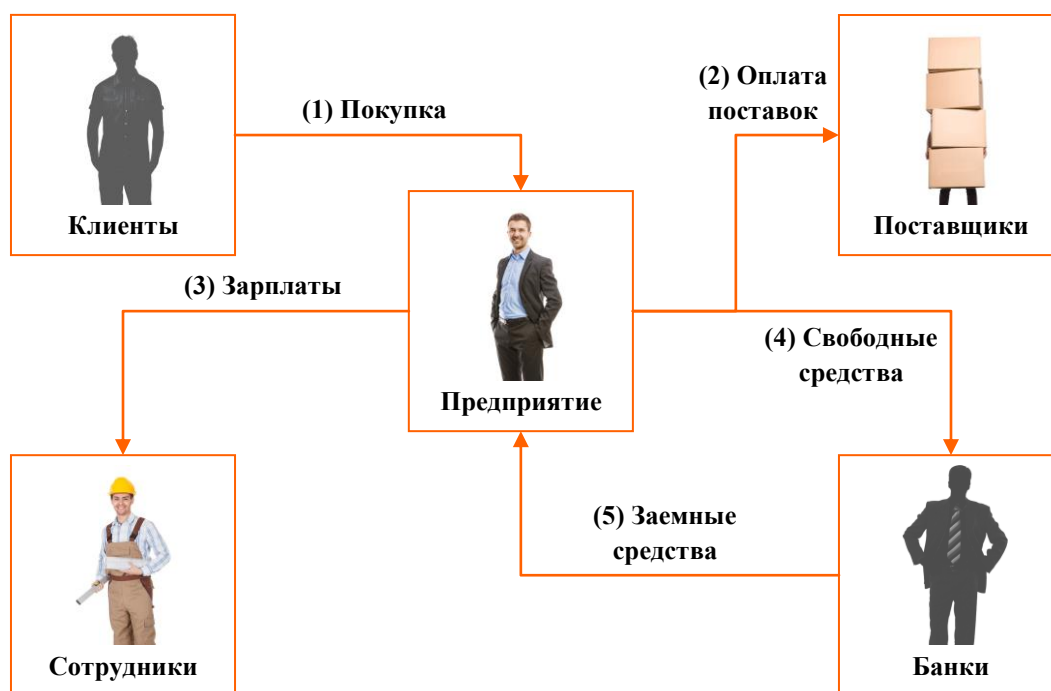 (1) Покупка
(2) Оплата
поставок
Клиенты
Поставщики
(3) Зарплаты
(4) Свободные
средства
Предприятие
(5) Заемные
средства
Сотрудники
Банки